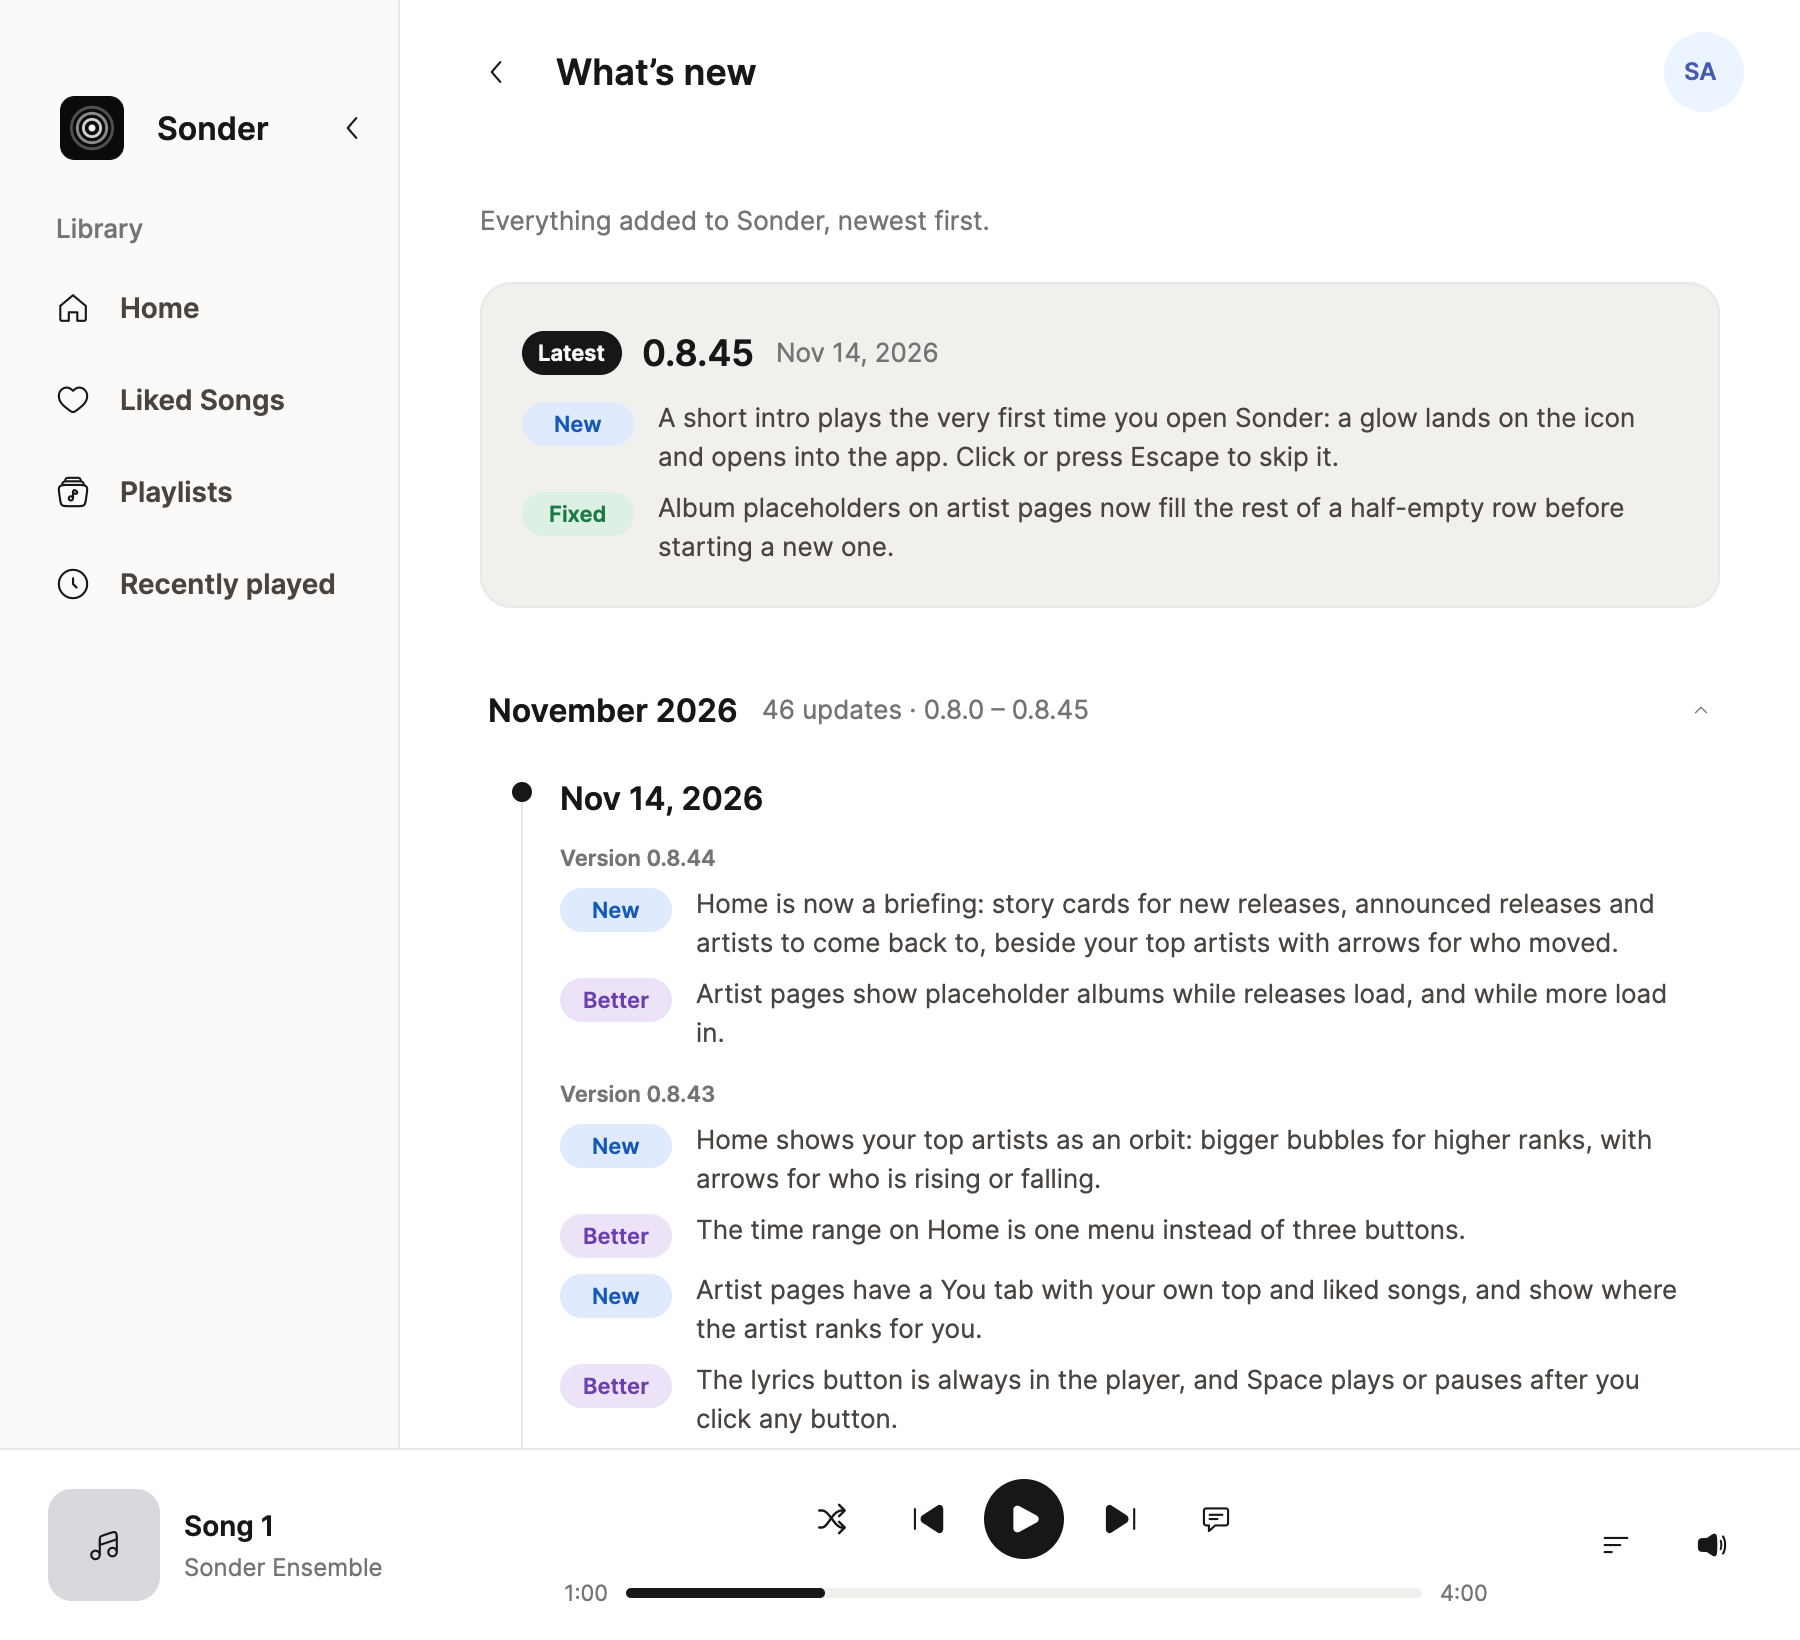 Sonder
Library
Home
Liked Songs
Playlists
Recently played
What’s new
SA
Everything added to Sonder, newest first.
Latest 0.8.45 Nov 14, 2026
New A short intro plays the very first time you open Sonder: a glow lands on the icon
and opens into the app. Click or press Escape to skip it.
Fixed Album placeholders on artist pages now fill the rest of a half-empty row before
starting a new one.
November 2026 46 updates · 0.8.0 – 0.8.45
Nov 14, 2026
Version 0.8.44
New Home is now a briefing: story cards for new releases, announced releases and
artists to come back to, beside your top artists with arrows for who moved.
Better Artist pages show placeholder albums while releases load, and while more load
in.
Version 0.8.43
New Home shows your top artists as an orbit: bigger bubbles for higher ranks, with
arrows for who is rising or falling.
Better The time range on Home is one menu instead of three buttons.
New Artist pages have a You tab with your own top and liked songs, and show where
the artist ranks for you.
Better The lyrics button is always in the player, and Space plays or pauses after you
click any button.
Song 1
Sonder Ensemble
1:00 4:00